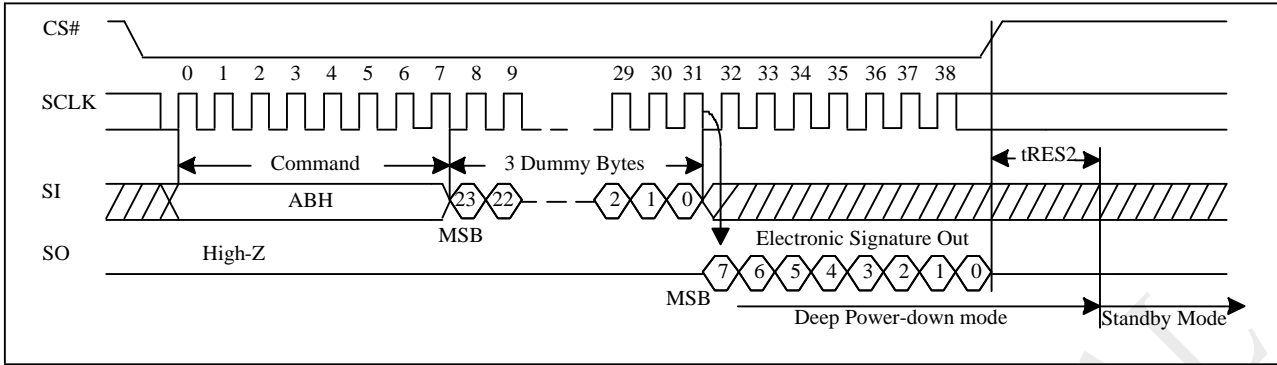 CS#
0 1 2 3 4 5 6 7 8 9 29 30 31 32 33 34 35 36 37 38
SCLK
Command 3 Dummy Bytes tRES2
SI ABH 23 22 2 1 0
MSB
SO High-Z Electronic Signature Out
7 6 5 4 3 2 1 0
MSB
Deep Power-down mode Standby Mode